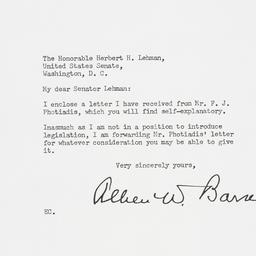 The Honorable Herbert H. Lehman,
United States Senate,
Washington, D. C.
My dear Senator Lehman:
I enclose a letter I have received from Mr. F. J.
Photiadis, which you will find self-explanatory.
Inasmuch as I am not in a position to introduce
legislation, I am forwarding Mr. Photiadis' letter
for whatever consideration you may be able to give
it.
Very sincerely yours,
Alben W. Bark
EC.